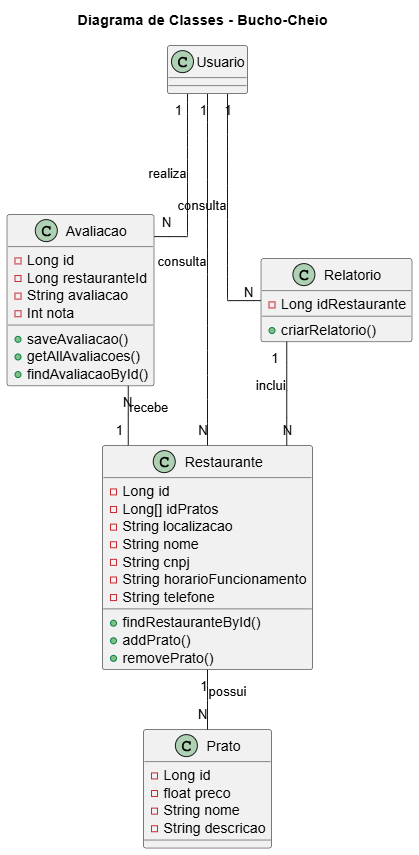 Diagrama de Classes - Bucho-Cheio
C Usuario
1 1 1
realiza
consulta
N
consulta
N
C Avaliacao
Long id
Long restauranteId
String avaliacao
Int nota
saveAvaliacao()
getAllAvaliacoes()
findAvaliacaoById()
C Relatorio
Long idRestaurante
criarRelatorio()
1
inclui
N
N
recebe
1
N
C Restaurante
Long id
Long[] idPratos
String localizacao
String nome
String cnpj
String horarioFuncionamento
String telefone
findRestauranteById()
addPrato()
removePrato()
1
possui
N
C Prato
Long id
float preco
String nome
String descricao